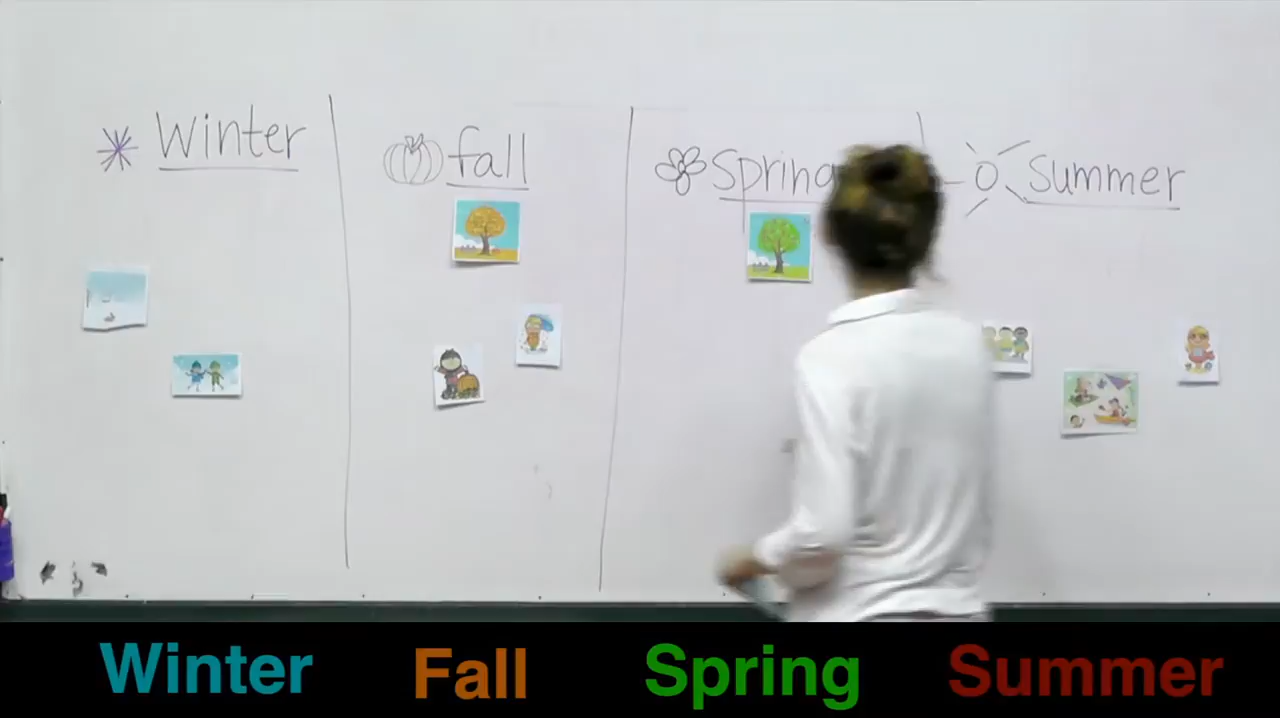 Winter
fall
Spring
Summer
Winter Fall Spring Summer